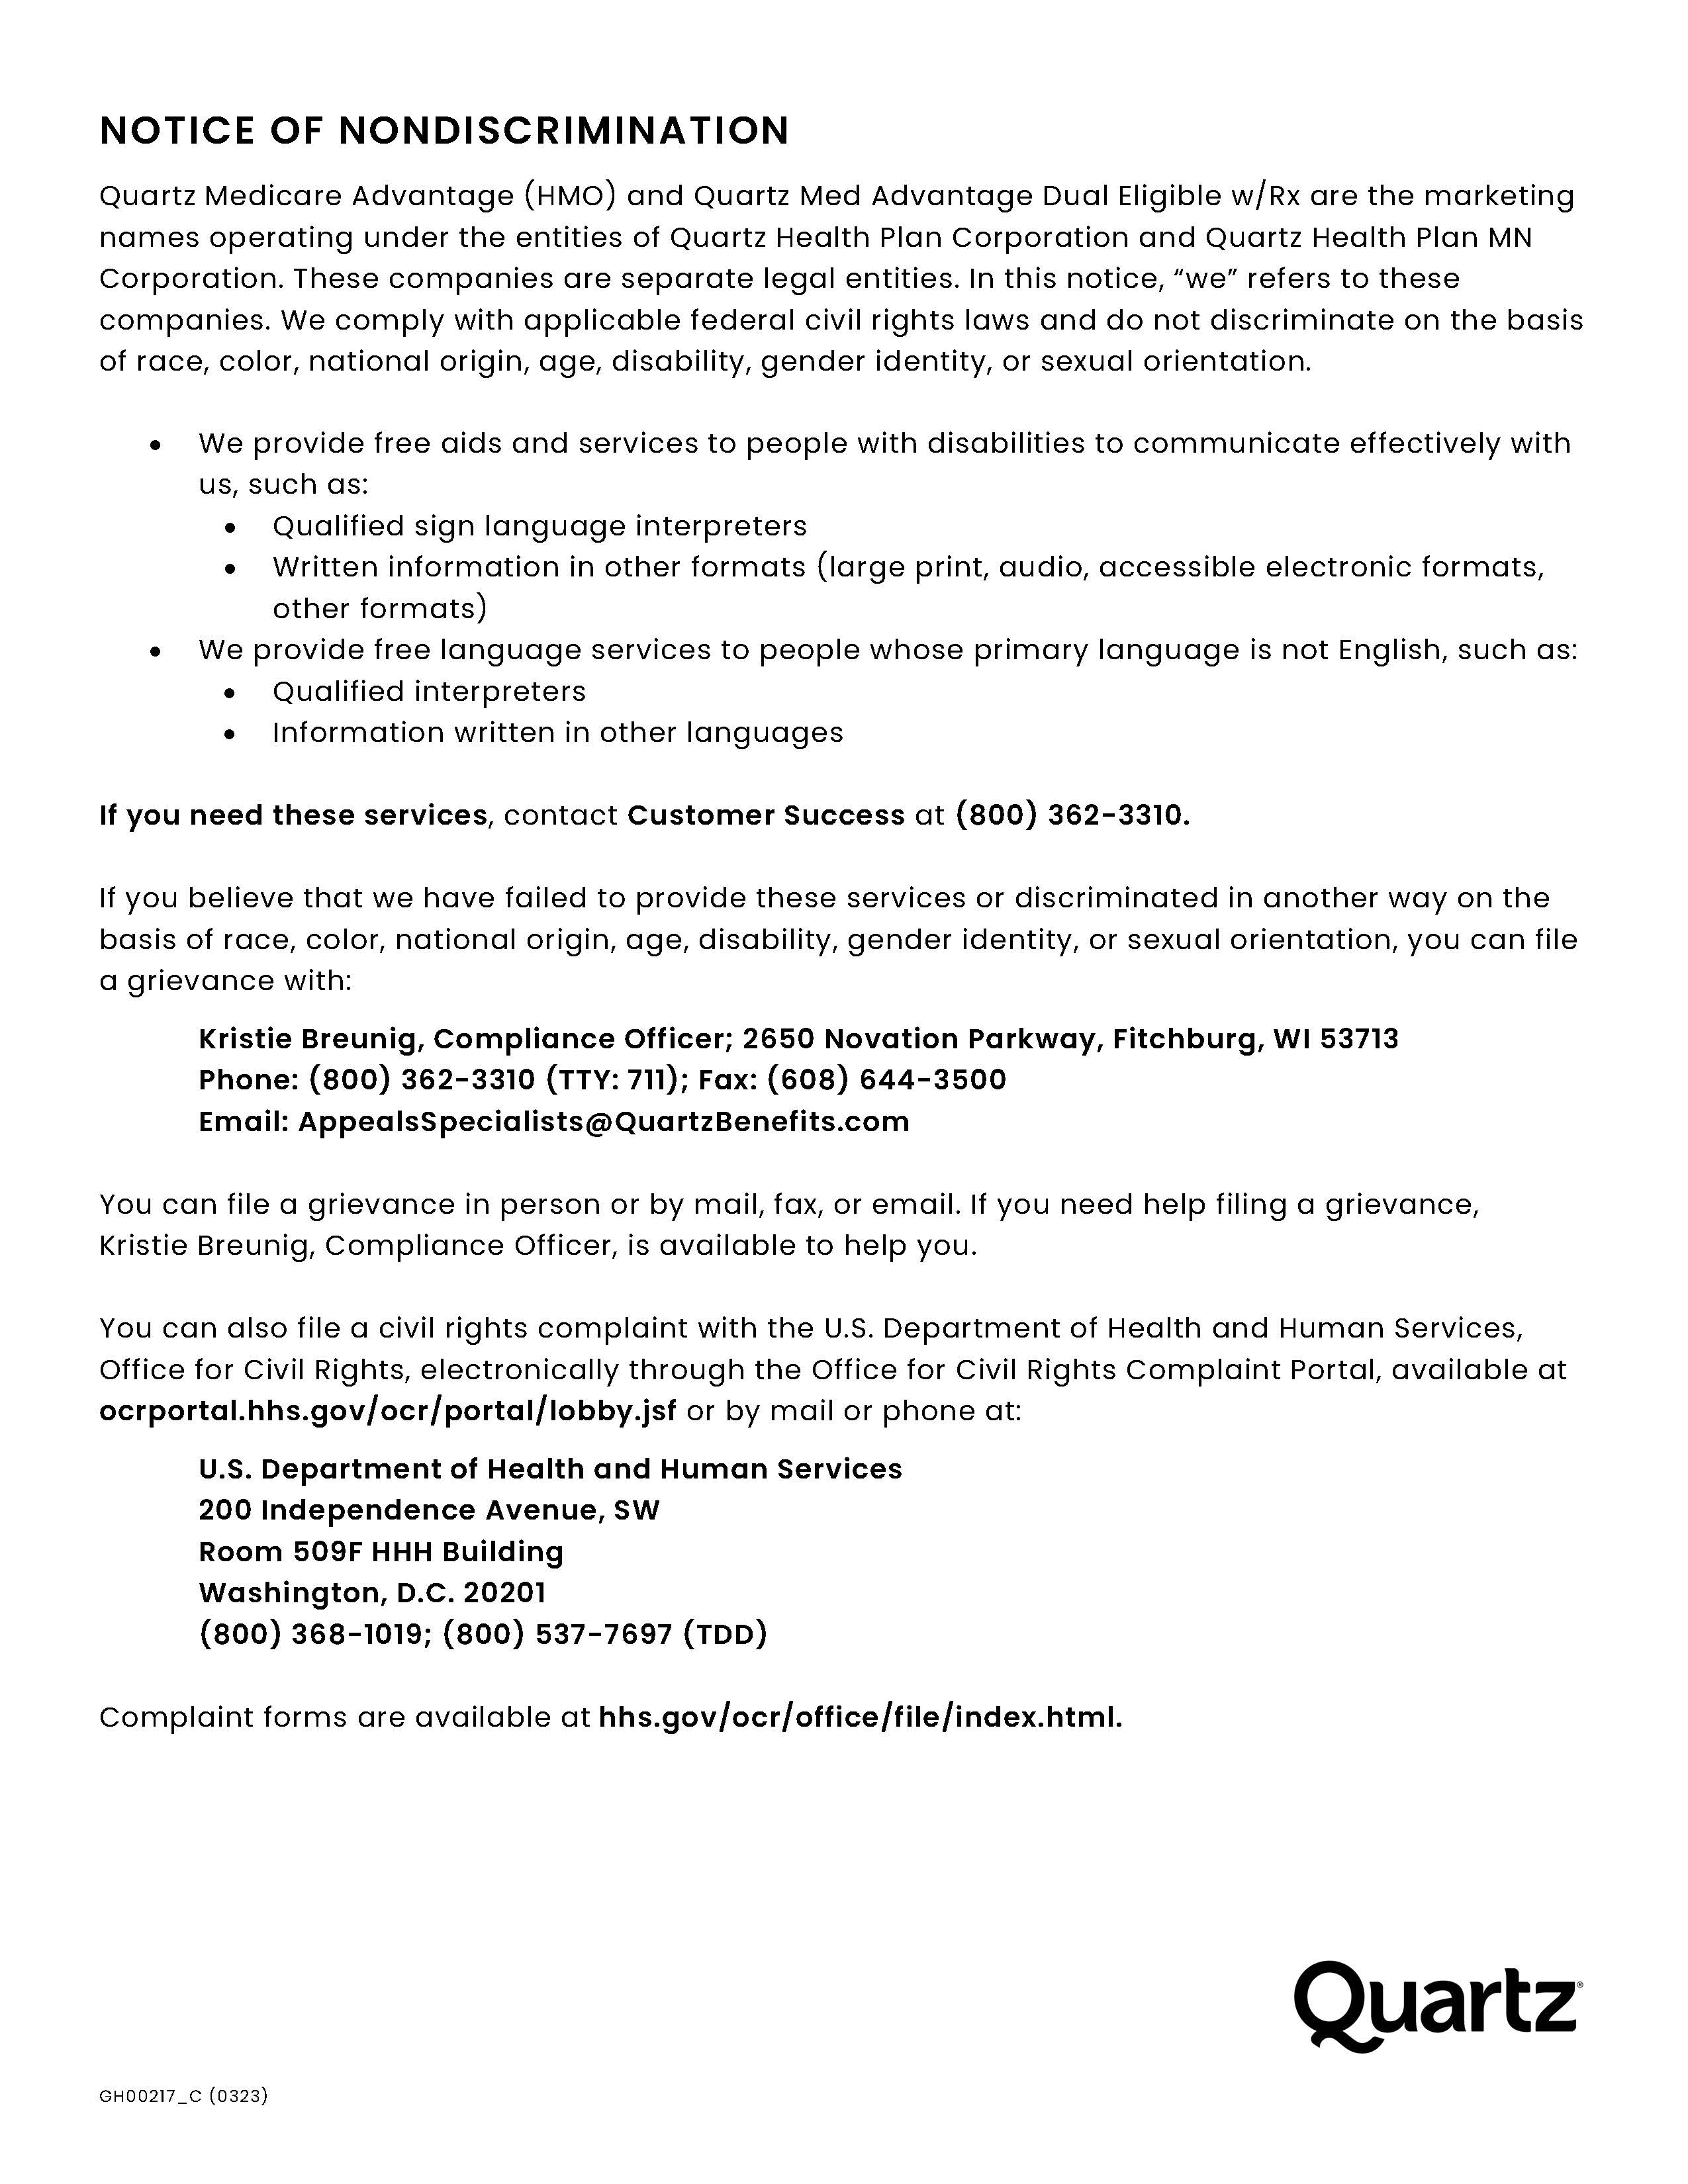 NOTICE OF NONDISCRIMINATION
Quartz Medicare Advantage (HMO) and Quartz Med Advantage Dual Eligible w/Rx are the marketing
names operating under the entities of Quartz Health Plan Corporation and Quartz Health Plan MN
Corporation. These companies are separate legal entities. In this notice, “we” refers to these
companies. We comply with applicable federal civil rights laws and do not discriminate on the basis
of race, color, national origin, age, disability, gender identity, or sexual orientation.
• We provide free aids and services to people with disabilities to communicate effectively with
us, such as:
• Qualified sign language interpreters
• Written information in other formats (large print, audio, accessible electronic formats,
other formats)
• We provide free language services to people whose primary language is not English, such as:
• Qualified interpreters
• Information written in other languages
If you need these services, contact Customer Success at (800) 362-3310.
If you believe that we have failed to provide these services or discriminated in another way on the
basis of race, color, national origin, age, disability, gender identity, or sexual orientation, you can file
a grievance with:
Kristie Breunig, Compliance Officer; 2650 Novation Parkway, Fitchburg, WI 53713
Phone: (800) 362-3310 (TTY: 711); Fax: (608) 644-3500
Email: AppealsSpecialists@QuartzBenefits.com
You can file a grievance in person or by mail, fax, or email. If you need help filing a grievance,
Kristie Breunig, Compliance Officer, is available to help you.
You can also file a civil rights complaint with the U.S. Department of Health and Human Services,
Office for Civil Rights, electronically through the Office for Civil Rights Complaint Portal, available at
ocrportal.hhs.gov/ocr/portal/lobby.jsf or by mail or phone at:
U.S. Department of Health and Human Services
200 Independence Avenue, SW
Room 509F HHH Building
Washington, D.C. 20201
(800) 368-1019; (800) 537-7697 (TDD)
Complaint forms are available at hhs.gov/ocr/office/file/index.html.
Quartz®
GH00217_C (0323)